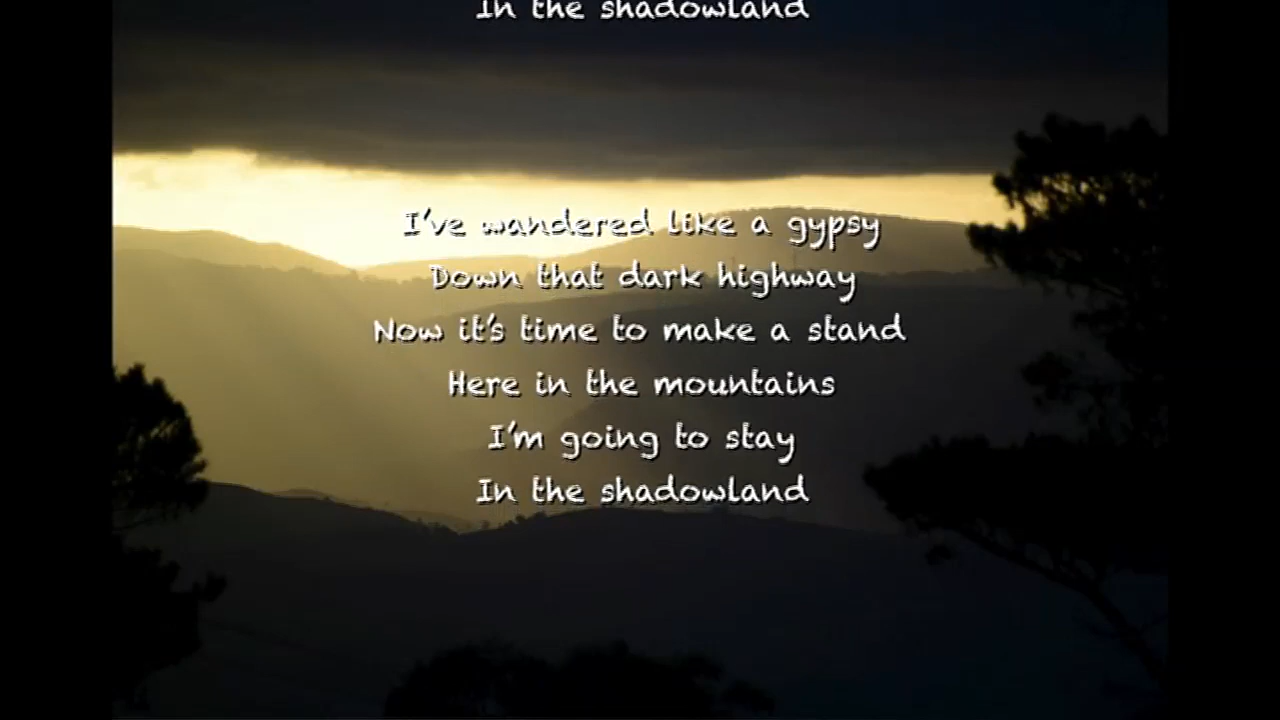 In the shadowland
I've wandered like a gypsy
Down that dark highway
Now it's time to make a stand
Here in the mountains
I'm going to stay
In the shadowland